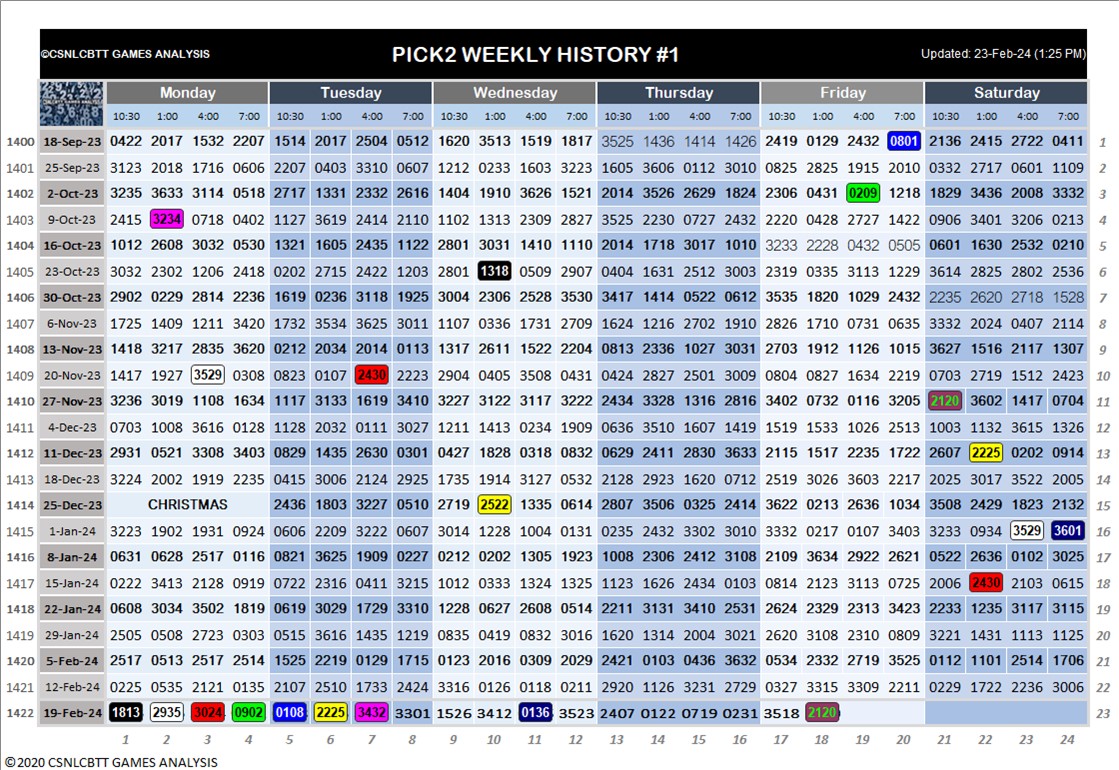 ©CSNLCBTT GAMES ANALYSIS PICK2 WEEKLY HISTORY #1 Updated: 23-Feb-24 (1:25 PM)
Monday Tuesday Wednesday Thursday Friday Saturday
10:30 1:00 4:00 7:00 10:30 1:00 4:00 8:00 10:30 1:00 4:00 7:00 10:30 1:00 4:00 7:00 10:30 1:00 4:00 7:00 10:30 1:00 4:00 7:00
1400 18-Sep-23 0422 2017 1532 2207 1514 2017 2504 0512 1620 3513 1519 1817 3525 1436 1414 1426 2419 0129 2432 0801 2136 2415 2722 0411 1
1401 25-Sep-23 3123 2018 1716 0606 2207 0403 3310 0607 1212 0233 1603 3223 1605 3606 0112 3010 0825 2825 1915 2010 0332 2717 0601 1109 2
1402 2-Oct-23 3235 3633 3114 0518 2717 1331 2332 2616 1404 1910 3626 1521 2014 3526 2629 1824 2306 0431 0209 1218 1829 3436 2008 3332 3
1403 9-Oct-23 2415 3234 0718 0402 1127 3619 2414 2110 1102 1313 2309 2827 3525 2230 0727 2432 2220 0428 2727 1422 0906 3401 3206 0213 4
1404 16-Oct-23 1012 2608 3032 0530 1321 1605 2435 1122 2801 3031 1410 1110 2014 1718 3017 1010 3233 2228 0432 0505 0601 1630 2532 0210 5
1405 23-Oct-23 3032 2302 1206 2418 0202 2715 2422 1203 2801 1318 0509 2907 0404 1631 2512 3003 2319 0335 3113 1229 3614 2825 2802 2536 6
1406 30-Oct-23 2902 0229 2814 2236 1619 0236 3118 1925 3004 2306 2528 3530 3417 1414 0522 0612 3535 1820 1029 2432 2235 2620 2718 1528 7
1407 6-Nov-23 1725 1409 1211 3420 1732 3534 3625 3011 1107 0336 1731 2709 1624 1216 2702 1910 2826 1710 0731 0635 3332 2024 0407 2114 8
1408 13-Nov-23 1418 3217 2835 3620 0212 2034 2014 0113 1317 2611 1522 2204 0813 2336 1027 3031 2703 1912 1126 1015 3627 1516 2117 1307 9
1409 20-Nov-23 1417 1927 3529 0308 0823 0107 2430 2223 2904 0405 3508 0431 0424 2827 2501 3009 0804 0627 1634 2219 0703 2719 1512 2423 10
1410 27-Nov-23 3236 3019 1108 1634 1117 3133 1619 3410 3227 3122 3117 3222 2434 3328 1316 2816 3402 0732 0116 3205 2120 3602 1417 0704 11
1411 4-Dec-23 0703 1008 3616 0128 1128 2032 0111 3027 1211 1413 0234 1909 0636 3510 1607 1419 1519 1533 1026 2513 1003 1132 3615 1326 12
1412 11-Dec-23 2931 0521 3308 3403 0829 1435 2630 0301 0427 1828 0318 0832 0629 2411 2830 3633 2115 1517 2235 1722 2607 2225 0202 0914 13
1413 18-Dec-23 3224 2002 1919 2235 0415 3006 2124 2925 1735 1914 3127 0532 2128 2923 1620 0712 2519 3026 3603 2217 2025 3017 3522 2005 14
1414 25-Dec-23 CHRISTMAS 2436 1803 3227 0510 2719 2522 1335 0614 2807 3506 0325 2414 3622 0213 2636 1034 3508 2429 1823 2132 15
1415 1-Jan-24 3223 1902 1931 0924 0606 2209 3222 0607 3014 1228 1004 0131 0235 2432 3302 3010 3332 0217 0107 3403 3233 0934 3529 3601 16
1416 8-Jan-24 0631 0628 2517 0116 0821 3625 1909 0227 0212 0202 1305 1923 1008 2306 2412 3108 2109 3634 2922 2621 0522 2636 0102 3025 17
1417 15-Jan-24 0222 3413 2128 0919 0722 2316 0411 3215 1012 0333 1324 1325 1123 1626 2434 0103 0814 2123 3113 0725 2006 2430 2103 0615 18
1418 22-Jan-24 0608 3034 3502 1819 0619 3029 1729 3310 1228 0627 2608 0514 2211 3131 3410 2531 2624 2329 2313 3423 2233 1235 3117 3115 19
1419 29-Jan-24 2505 0508 2723 0303 0515 3616 1435 1219 0835 0419 0832 3016 1620 1314 2004 3021 2620 3108 2310 0809 3221 1431 1113 1125 20
1420 5-Feb-24 2517 0513 2517 2514 1525 2219 0129 1715 0123 2016 0309 2029 2421 0103 0436 3632 0534 2332 2719 3525 0112 1101 2514 1706 21
1421 12-Feb-24 0225 0535 2121 0135 2107 2510 1733 2424 3316 0126 0118 0211 2920 1126 3231 2729 0327 3315 3309 2211 0229 1722 2236 3006 22
1422 19-Feb-24 1813 2935 3024 0902 0108 2225 3432 3301 1526 3412 0136 3523 2407 0122 0719 0231 3518 2120 23
1 2 3 4 5 6 7 8 9 10 11 12 13 14 15 16 17 18 19 20 21 22 23 24
©2020 CSNLCBTT GAMES ANALYSIS